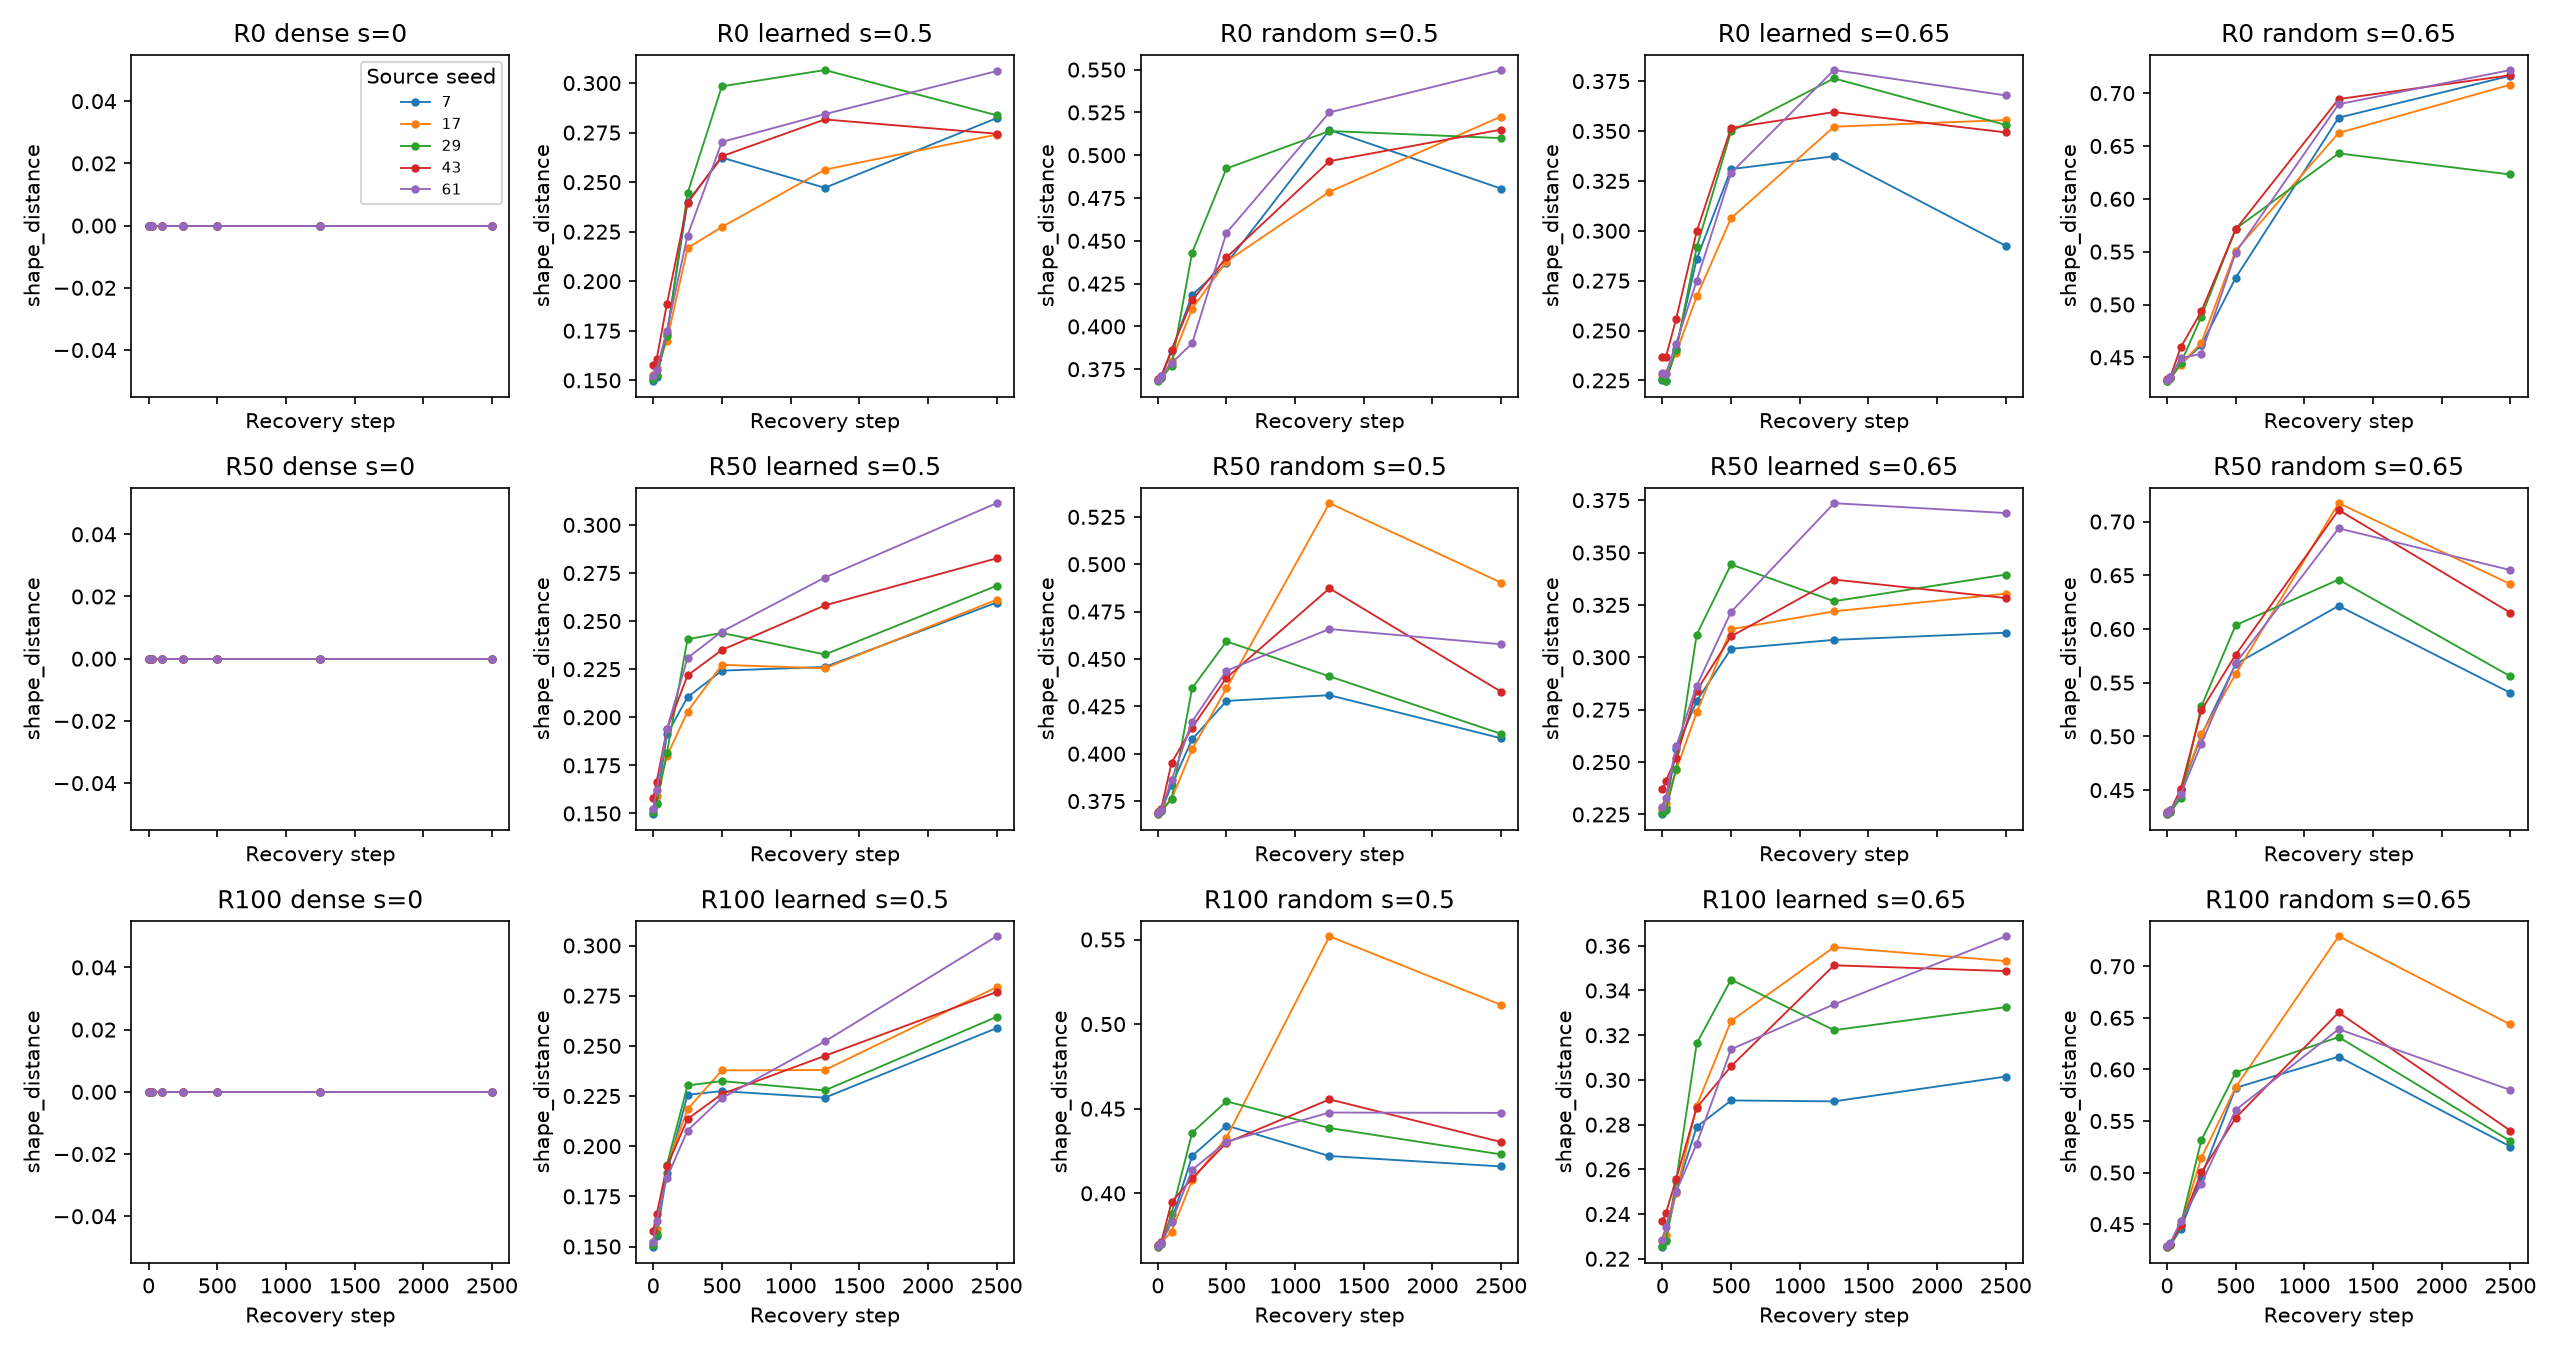 R0 dense s=0
R0 learned s=0.5
R0 random s=0.5
R0 learned s=0.65
R0 random s=0.65
Source seed
7
17
29
43
61
shape_distance
0.04
0.02
0.00
−0.02
−0.04
Recovery step
shape_distance
0.300
0.275
0.250
0.225
0.200
0.175
0.150
Recovery step
shape_distance
0.550
0.525
0.500
0.475
0.450
0.425
0.400
0.375
Recovery step
shape_distance
0.375
0.350
0.325
0.300
0.275
0.250
0.225
Recovery step
shape_distance
0.70
0.65
0.60
0.55
0.50
0.45
Recovery step
R50 dense s=0
R50 learned s=0.5
R50 random s=0.5
R50 learned s=0.65
R50 random s=0.65
shape_distance
0.04
0.02
0.00
−0.02
−0.04
Recovery step
shape_distance
0.300
0.275
0.250
0.225
0.200
0.175
0.150
Recovery step
shape_distance
0.525
0.500
0.475
0.450
0.425
0.400
0.375
Recovery step
shape_distance
0.375
0.350
0.325
0.300
0.275
0.250
0.225
Recovery step
shape_distance
0.70
0.65
0.60
0.55
0.50
0.45
Recovery step
R100 dense s=0
R100 learned s=0.5
R100 random s=0.5
R100 learned s=0.65
R100 random s=0.65
shape_distance
0.04
0.02
0.00
−0.02
−0.04
0 500 1000 1500 2000 2500
Recovery step
shape_distance
0.300
0.275
0.250
0.225
0.200
0.175
0.150
0 500 1000 1500 2000 2500
Recovery step
shape_distance
0.55
0.50
0.45
0.40
0 500 1000 1500 2000 2500
Recovery step
shape_distance
0.36
0.34
0.32
0.30
0.28
0.26
0.24
0.22
0 500 1000 1500 2000 2500
Recovery step
shape_distance
0.70
0.65
0.60
0.55
0.50
0.45
0 500 1000 1500 2000 2500
Recovery step